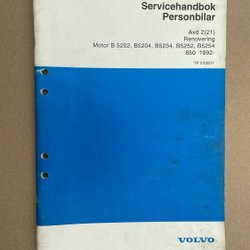 Servicehandbok
Personbilar
Avd 2(21)
Renovering
Motor B 5202, B5204, B5234, B5252, B5254
850 1992-
VOLVO